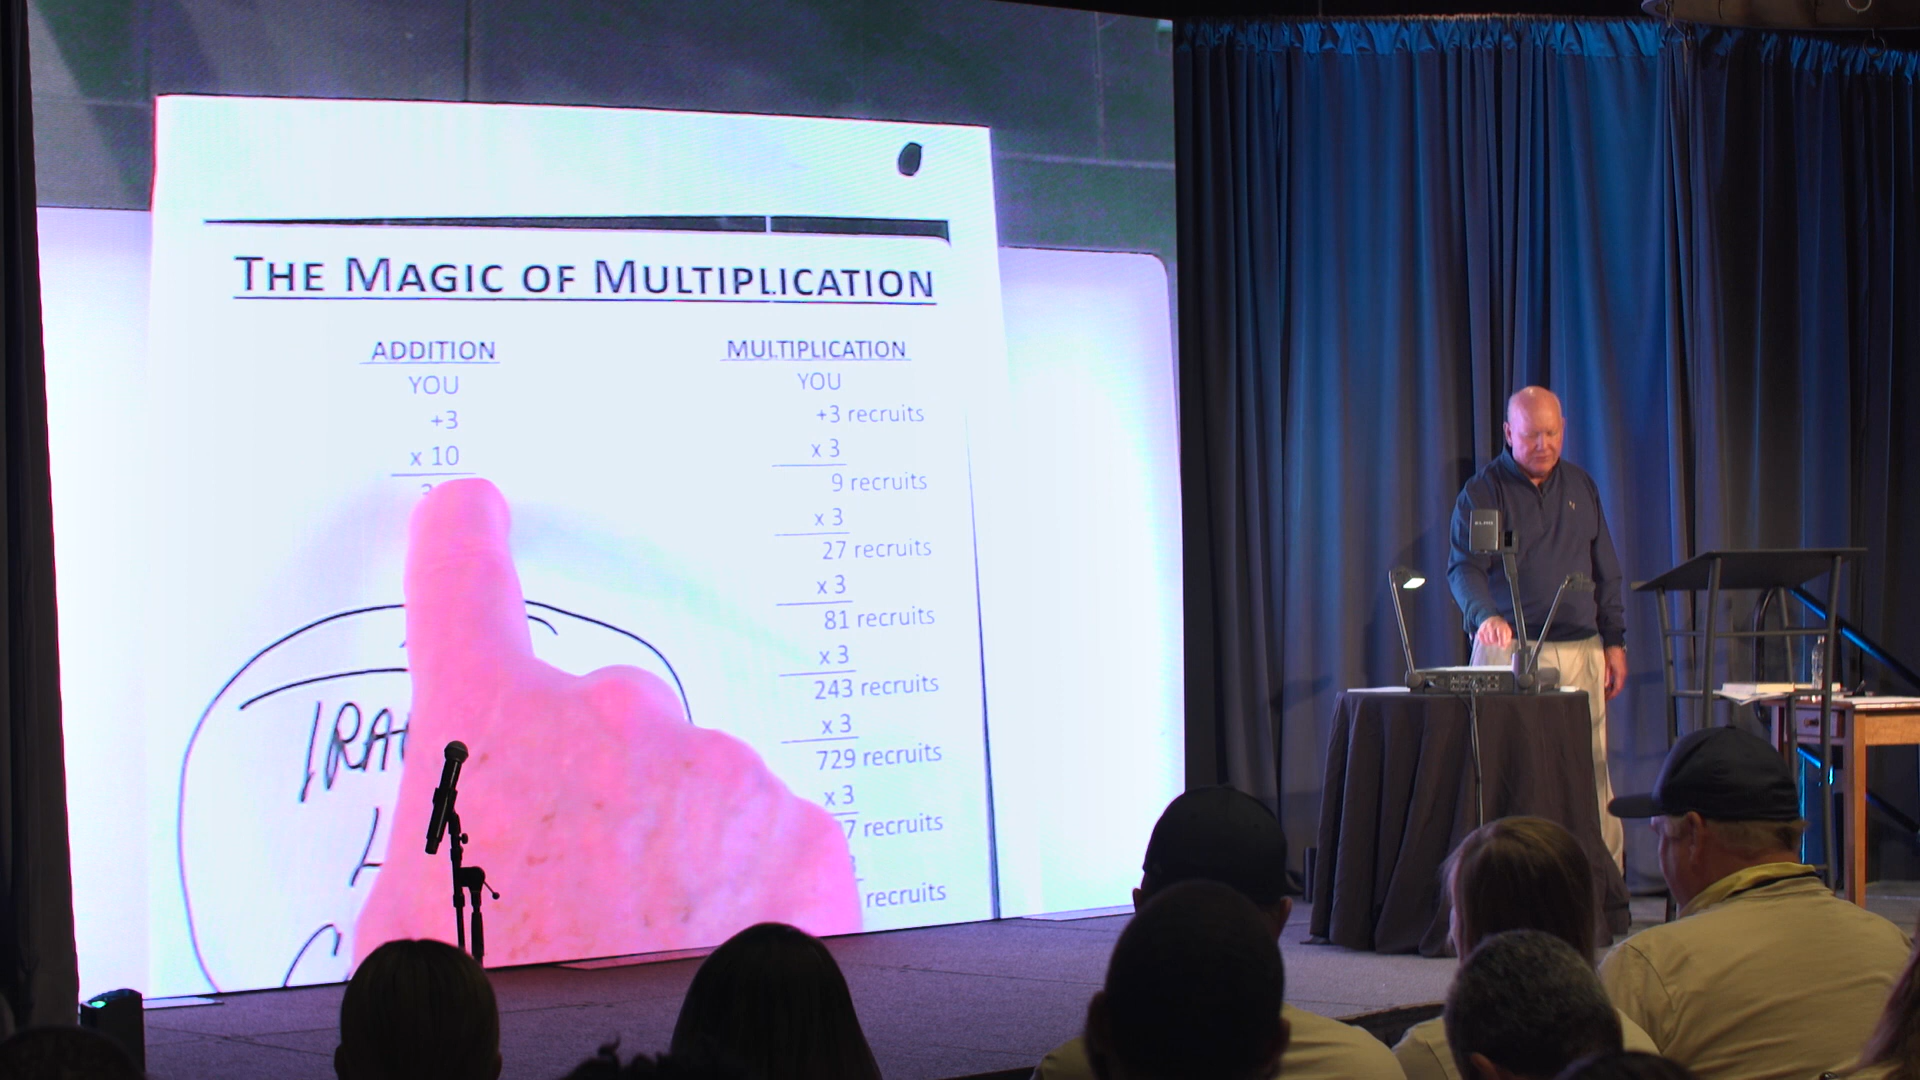 THE MAGIC OF MULTIPLICATION
ADDITION
YOU
+3
x 10
MULTIPLICATION
YOU
+3 recruits
x 3
9 recruits
x 3
27 recruits
x 3
81 recruits
x 3
243 recruits
x 3
729 recruits
x 3
7 recruits
recruits